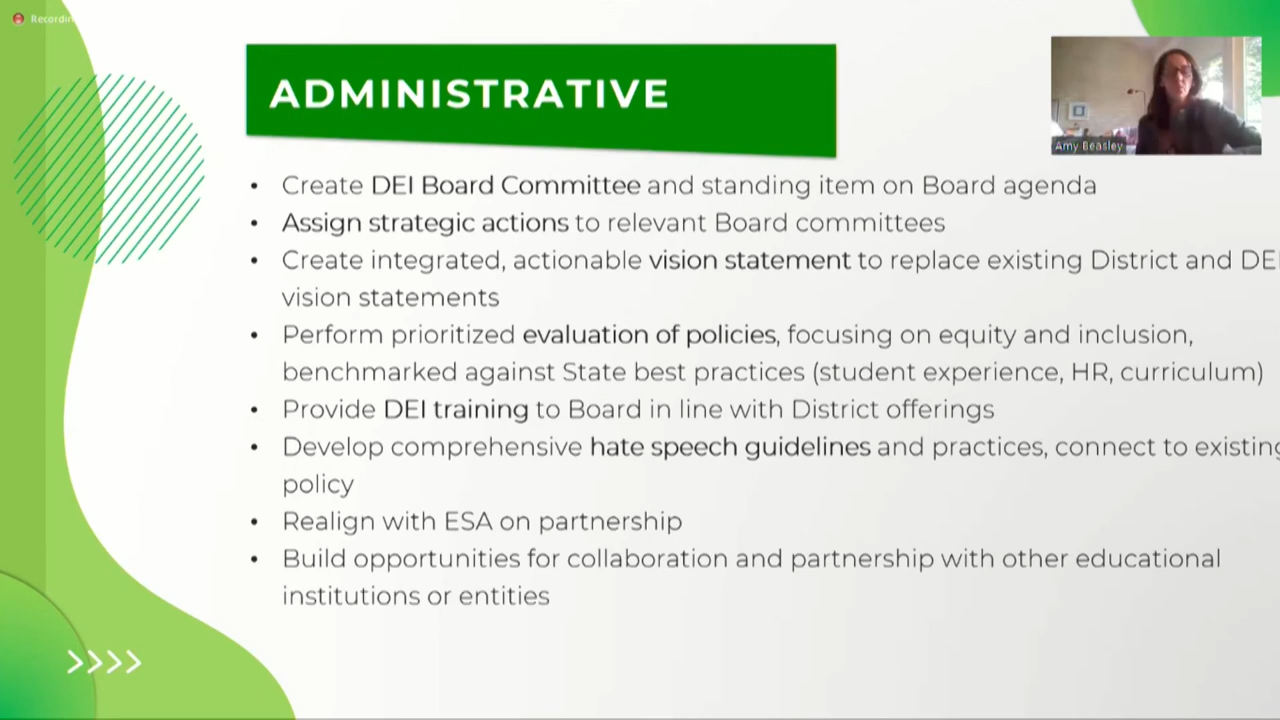 Recordin
ADMINISTRATIVE
Amy Beasley
• Create DEI Board Committee and standing item on Board agenda
• Assign strategic actions to relevant Board committees
• Create integrated, actionable vision statement to replace existing District and DEI
vision statements
• Perform prioritized evaluation of policies, focusing on equity and inclusion,
benchmarked against State best practices (student experience, HR, curriculum)
• Provide DEI training to Board in line with District offerings
• Develop comprehensive hate speech guidelines and practices, connect to existing
policy
• Realign with ESA on partnership
• Build opportunities for collaboration and partnership with other educational
institutions or entities